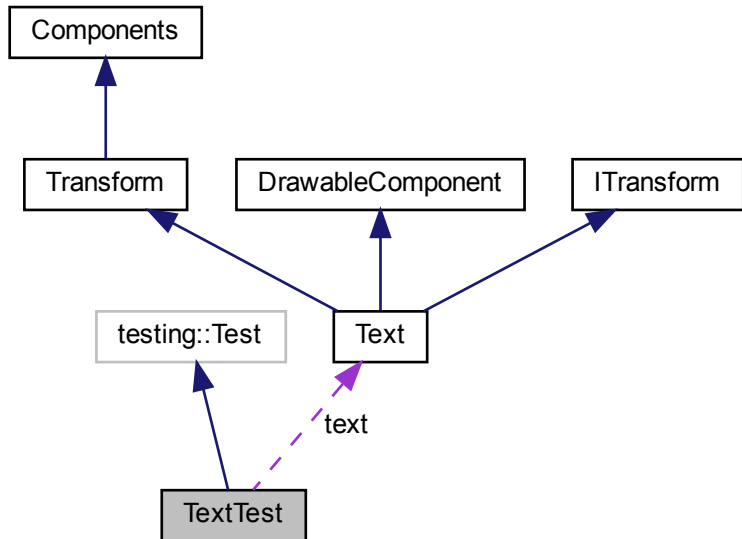 Components
Transform
DrawableComponent
ITransform
testing::Test
Text
text
TextTest